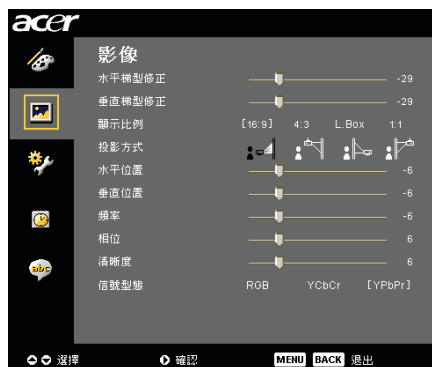 acer
影像
水平梯型修正 -29
垂直梯型修正 -29
顯示比例 [16:9] 4:3 L.Box 1:1
投影方式
水平位置 -6
垂直位置 -6
頻率 -6
相位 6
清晰度 6
信號型態 RGB YCbCr [YPbPr]
abc
選擇 確認 MENU BACK 退出